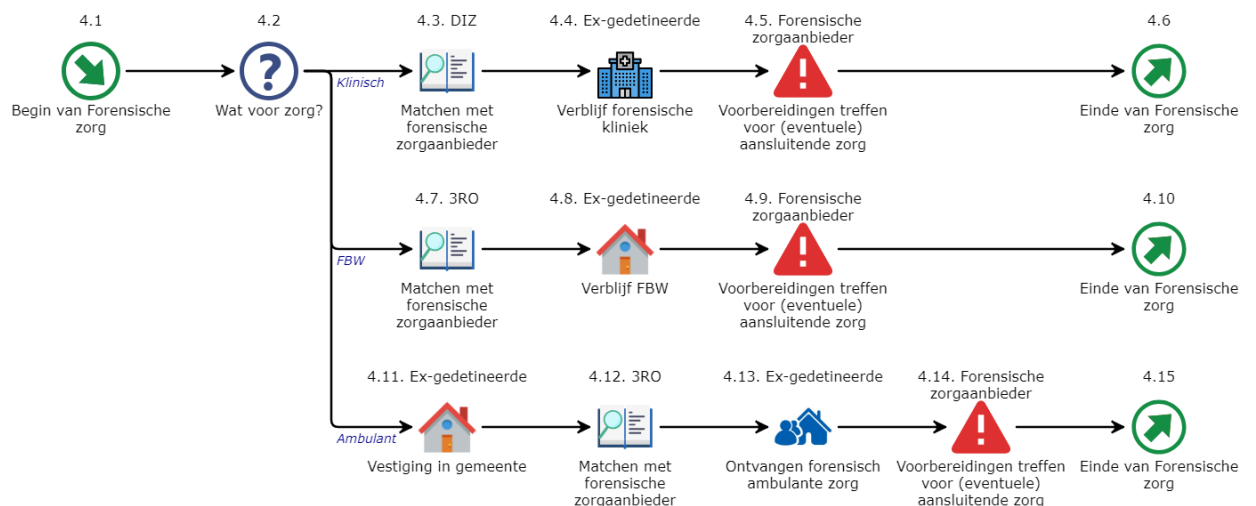 4.1
4.2
4.3. DIZ
4.4. Ex-gedetineerde
4.5. Forensische
zorgaanbieder
4.6
Klinisch
Begin van Forensische
zorg
Wat voor zorg?
Matchen met
forensische
zorgaanbieder
Verblijf forensische
kliniek
Voorbereidingen treffen
voor (eventuele)
aansluitende zorg
Einde van Forensische
zorg
4.7. 3RO
4.8. Ex-gedetineerde
4.9. Forensische
zorgaanbieder
4.10
FBW
Matchen met
forensische
zorgaanbieder
Verblijf FBW
Voorbereidingen treffen
voor (eventuele)
aansluitende zorg
Einde van Forensische
zorg
4.11. Ex-gedetineerde
4.12. 3RO
4.13. Ex-gedetineerde
4.14. Forensische
zorgaanbieder
4.15
Ambulant
Vestiging in gemeente
Matchen met
forensische
zorgaanbieder
Ontvangen forensisch
ambulante zorg
Voorbereidingen treffen
voor (eventuele)
aansluitende zorg
Einde van Forensische
zorg